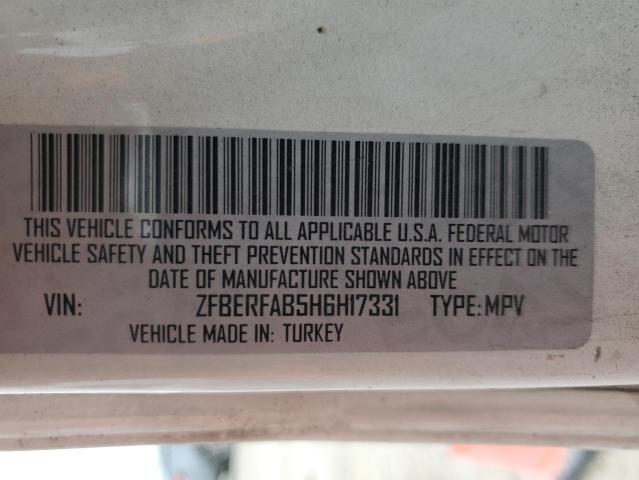 THIS VEHICLE CONFORMS TO ALL APPLICABLE U.S.A. FEDERAL MOTOR
VEHICLE SAFETY AND THEFT PREVENTION STANDARDS IN EFFECT ON THE
DATE OF MANUFACTURE SHOWN ABOVE
VIN: ZFBERFAB5H6H17331 TYPE:MPV
VEHICLE MADE IN: TURKEY